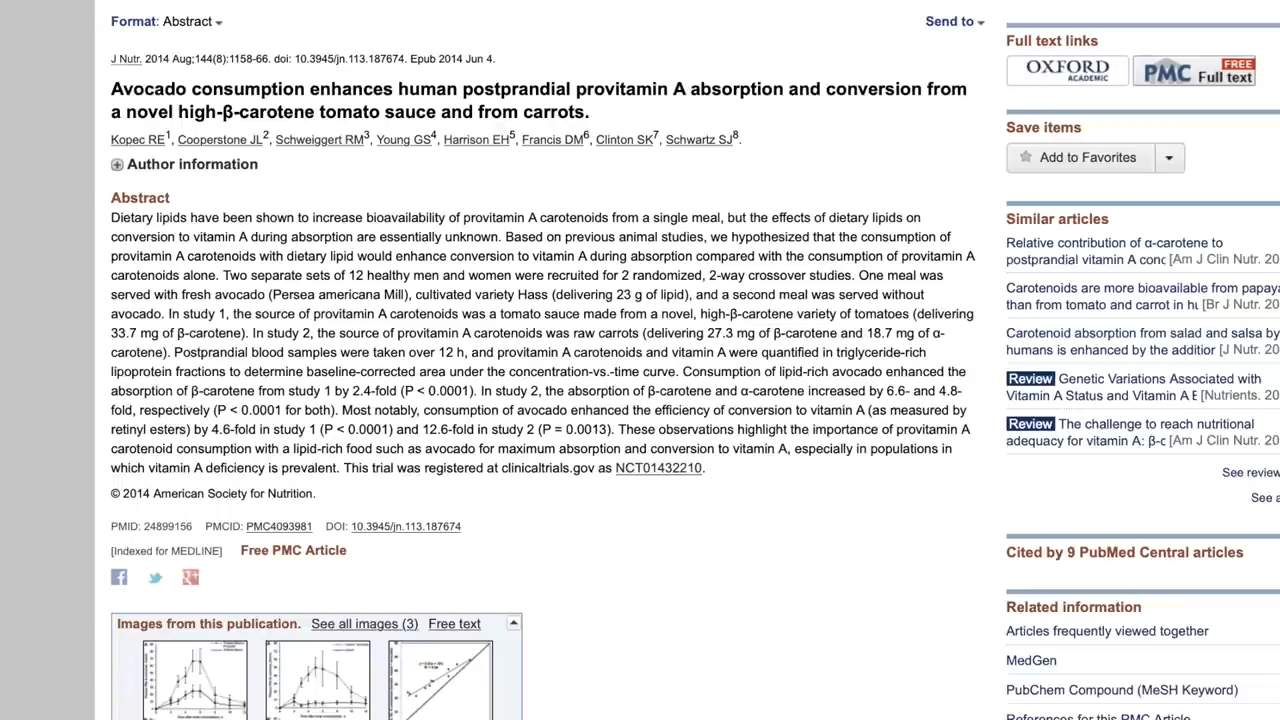 Format: Abstract
Send to
J Nutr. 2014 Aug;144(8):1158-66. doi: 10.3945/jn.113.187674. Epub 2014 Jun 4.
Avocado consumption enhances human postprandial provitamin A absorption and conversion from
a novel high-β-carotene tomato sauce and from carrots.
Kopec RE1, Cooperstone JL2, Schweiggert RM3, Young GS4, Harrison EH5, Francis DM6, Clinton SK7, Schwartz SJ8.
Author information
Abstract
Dietary lipids have been shown to increase bioavailability of provitamin A carotenoids from a single meal, but the effects of dietary lipids on
conversion to vitamin A during absorption are essentially unknown. Based on previous animal studies, we hypothesized that the consumption of
provitamin A carotenoids with dietary lipid would enhance conversion to vitamin A during absorption compared with the consumption of provitamin A
carotenoids alone. Two separate sets of 12 healthy men and women were recruited for 2 randomized, 2-way crossover studies. One meal was
served with fresh avocado (Persea americana Mill), cultivated variety Hass (delivering 23 g of lipid), and a second meal was served without
avocado. In study 1, the source of provitamin A carotenoids was a tomato sauce made from a novel, high-β-carotene variety of tomatoes (delivering
33.7 mg of β-carotene). In study 2, the source of provitamin A carotenoids was raw carrots (delivering 27.3 mg of β-carotene and 18.7 mg of α-
carotene). Postprandial blood samples were taken over 12 h, and provitamin A carotenoids and vitamin A were quantified in triglyceride-rich
lipoprotein fractions to determine baseline-corrected area under the concentration-vs.-time curve. Consumption of lipid-rich avocado enhanced the
absorption of β-carotene from study 1 by 2.4-fold (P < 0.0001). In study 2, the absorption of β-carotene and α-carotene increased by 6.6- and 4.8-
fold, respectively (P < 0.0001 for both). Most notably, consumption of avocado enhanced the efficiency of conversion to vitamin A (as measured by
retinyl esters) by 4.6-fold in study 1 (P < 0.0001) and 12.6-fold in study 2 (P = 0.0013). These observations highlight the importance of provitamin A
carotenoid consumption with a lipid-rich food such as avocado for maximum absorption and conversion to vitamin A, especially in populations in
which vitamin A deficiency is prevalent. This trial was registered at clinicaltrials.gov as NCT01432210.
© 2014 American Society for Nutrition.
PMID: 24899156 PMCID: PMC4093981 DOI: 10.3945/jn.113.187674
[Indexed for MEDLINE] Free PMC Article
Images from this publication. See all images (3) Free text
Full text links
OXFORD
ACADEMIC
PMC FREE
Full text
Save items
Add to Favorites
Similar articles
Relative contribution of α-carotene to
postprandial vitamin A conc [Am J Clin Nutr. 20
Carotenoids are more bioavailable from papaya
than from tomato and carrot in hu [Br J Nutr. 20
Carotenoid absorption from salad and salsa by
humans is enhanced by the additior [J Nutr. 20
Review Genetic Variations Associated with
Vitamin A Status and Vitamin A E [Nutrients. 20
Review The challenge to reach nutritional
adequacy for vitamin A: β-c [Am J Clin Nutr. 20
See review
See a
Cited by 9 PubMed Central articles
Related information
Articles frequently viewed together
MedGen
PubChem Compound (MeSH Keyword)
References for this PMC Article